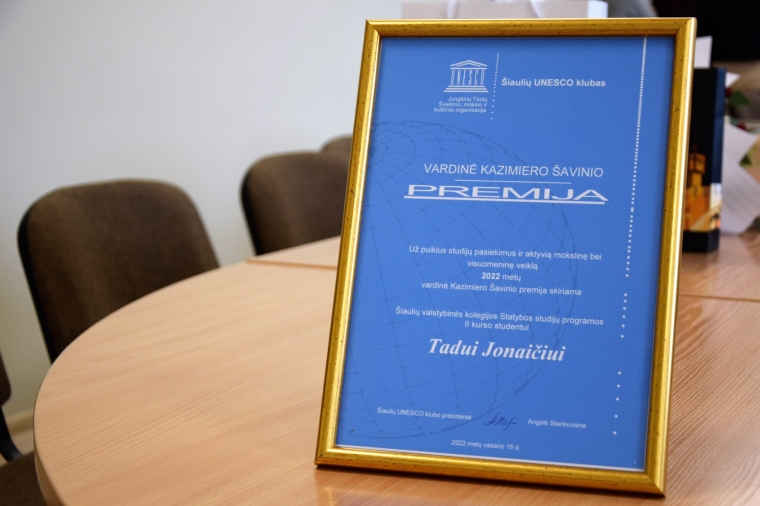 UNESCO
Jungtinių Tautų
Švietimo, mokslo ir
kultūros organizacija
Šiaulių UNESCO klubas
VARDINĖ KAZIMIERO ŠAVINIO
PREMIJA
Už puikius studijų pasiekimus ir aktyvią mokslinę bei
visuomeninę veiklą
2022 metų
vardinė Kazimiero Šavinio premija skiriama
Šiaulių valstybinės kolegijos Statybos studijų programos
II kurso studentui
Tadui Jonaičiui
Šiaulių UNESCO klubo prezidentė Angelė Stankuvienė
2022 metų vasario 16 d.